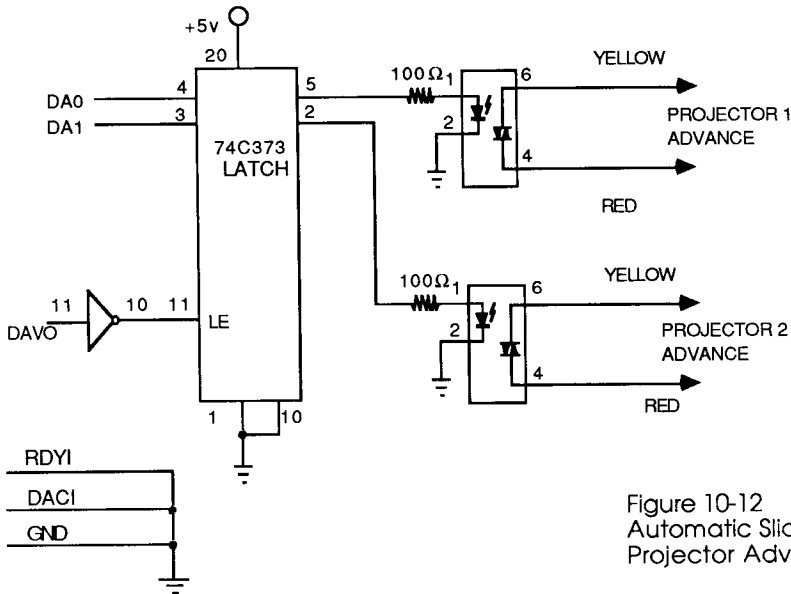 +5v
20
DA0 4
DA1 3
5
2
74C373
LATCH
100Ω 1
2
6
4
YELLOW
PROJECTOR 1
ADVANCE
RED
DAVO 11 10 11 LE
1 10
100Ω 1
2
6
4
YELLOW
PROJECTOR 2
ADVANCE
RED
RDYI
DACI
GND
Figure 10-12
Automatic
Projector